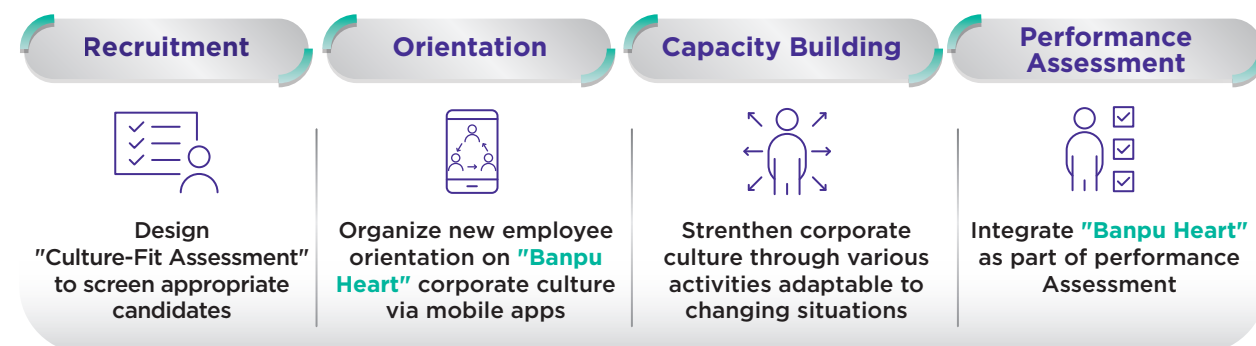 Recruitment
Design
"Culture-Fit Assessment"
to screen appropriate
candidates
Orientation
Organize new employee
orientation on "Banpu
Heart" corporate culture
via mobile apps
Capacity Building
Strenthen corporate
culture through various
activities adaptable to
changing situations
Performance
Assessment
Integrate "Banpu Heart"
as part of performance
Assessment